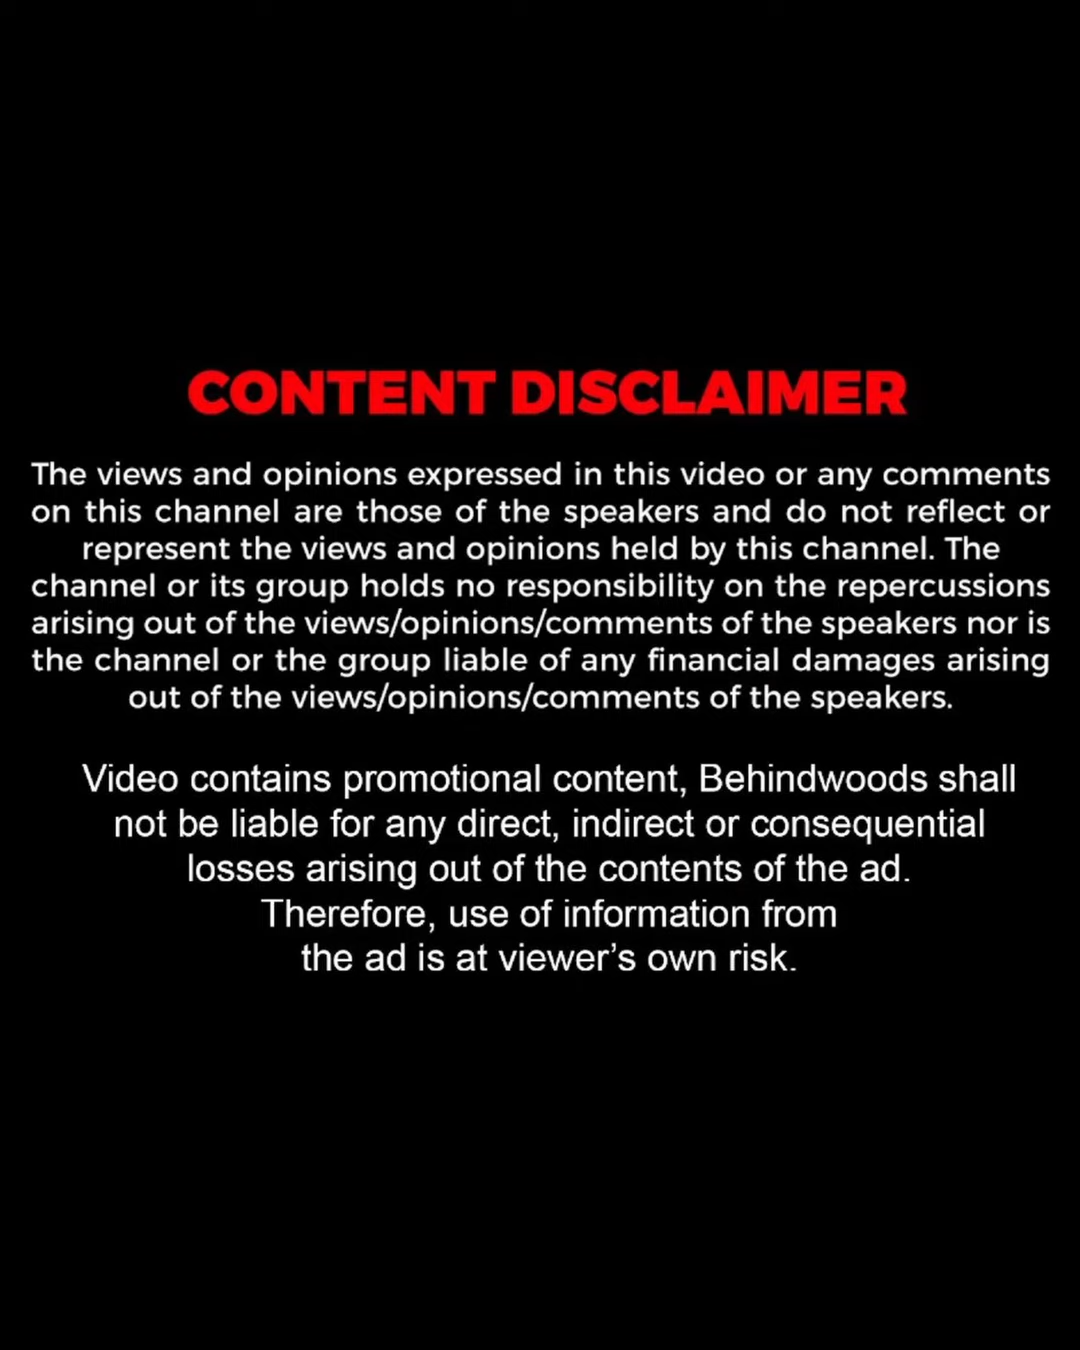 CONTENT DISCLAIMER
The views and opinions expressed in this video or any comments
on this channel are those of the speakers and do not reflect or
represent the views and opinions held by this channel. The
channel or its group holds no responsibility on the repercussions
arising out of the views/opinions/comments of the speakers nor is
the channel or the group liable of any financial damages arising
out of the views/opinions/comments of the speakers.
Video contains promotional content, Behindwoods shall
not be liable for any direct, indirect or consequential
losses arising out of the contents of the ad.
Therefore, use of information from
the ad is at viewer’s own risk.